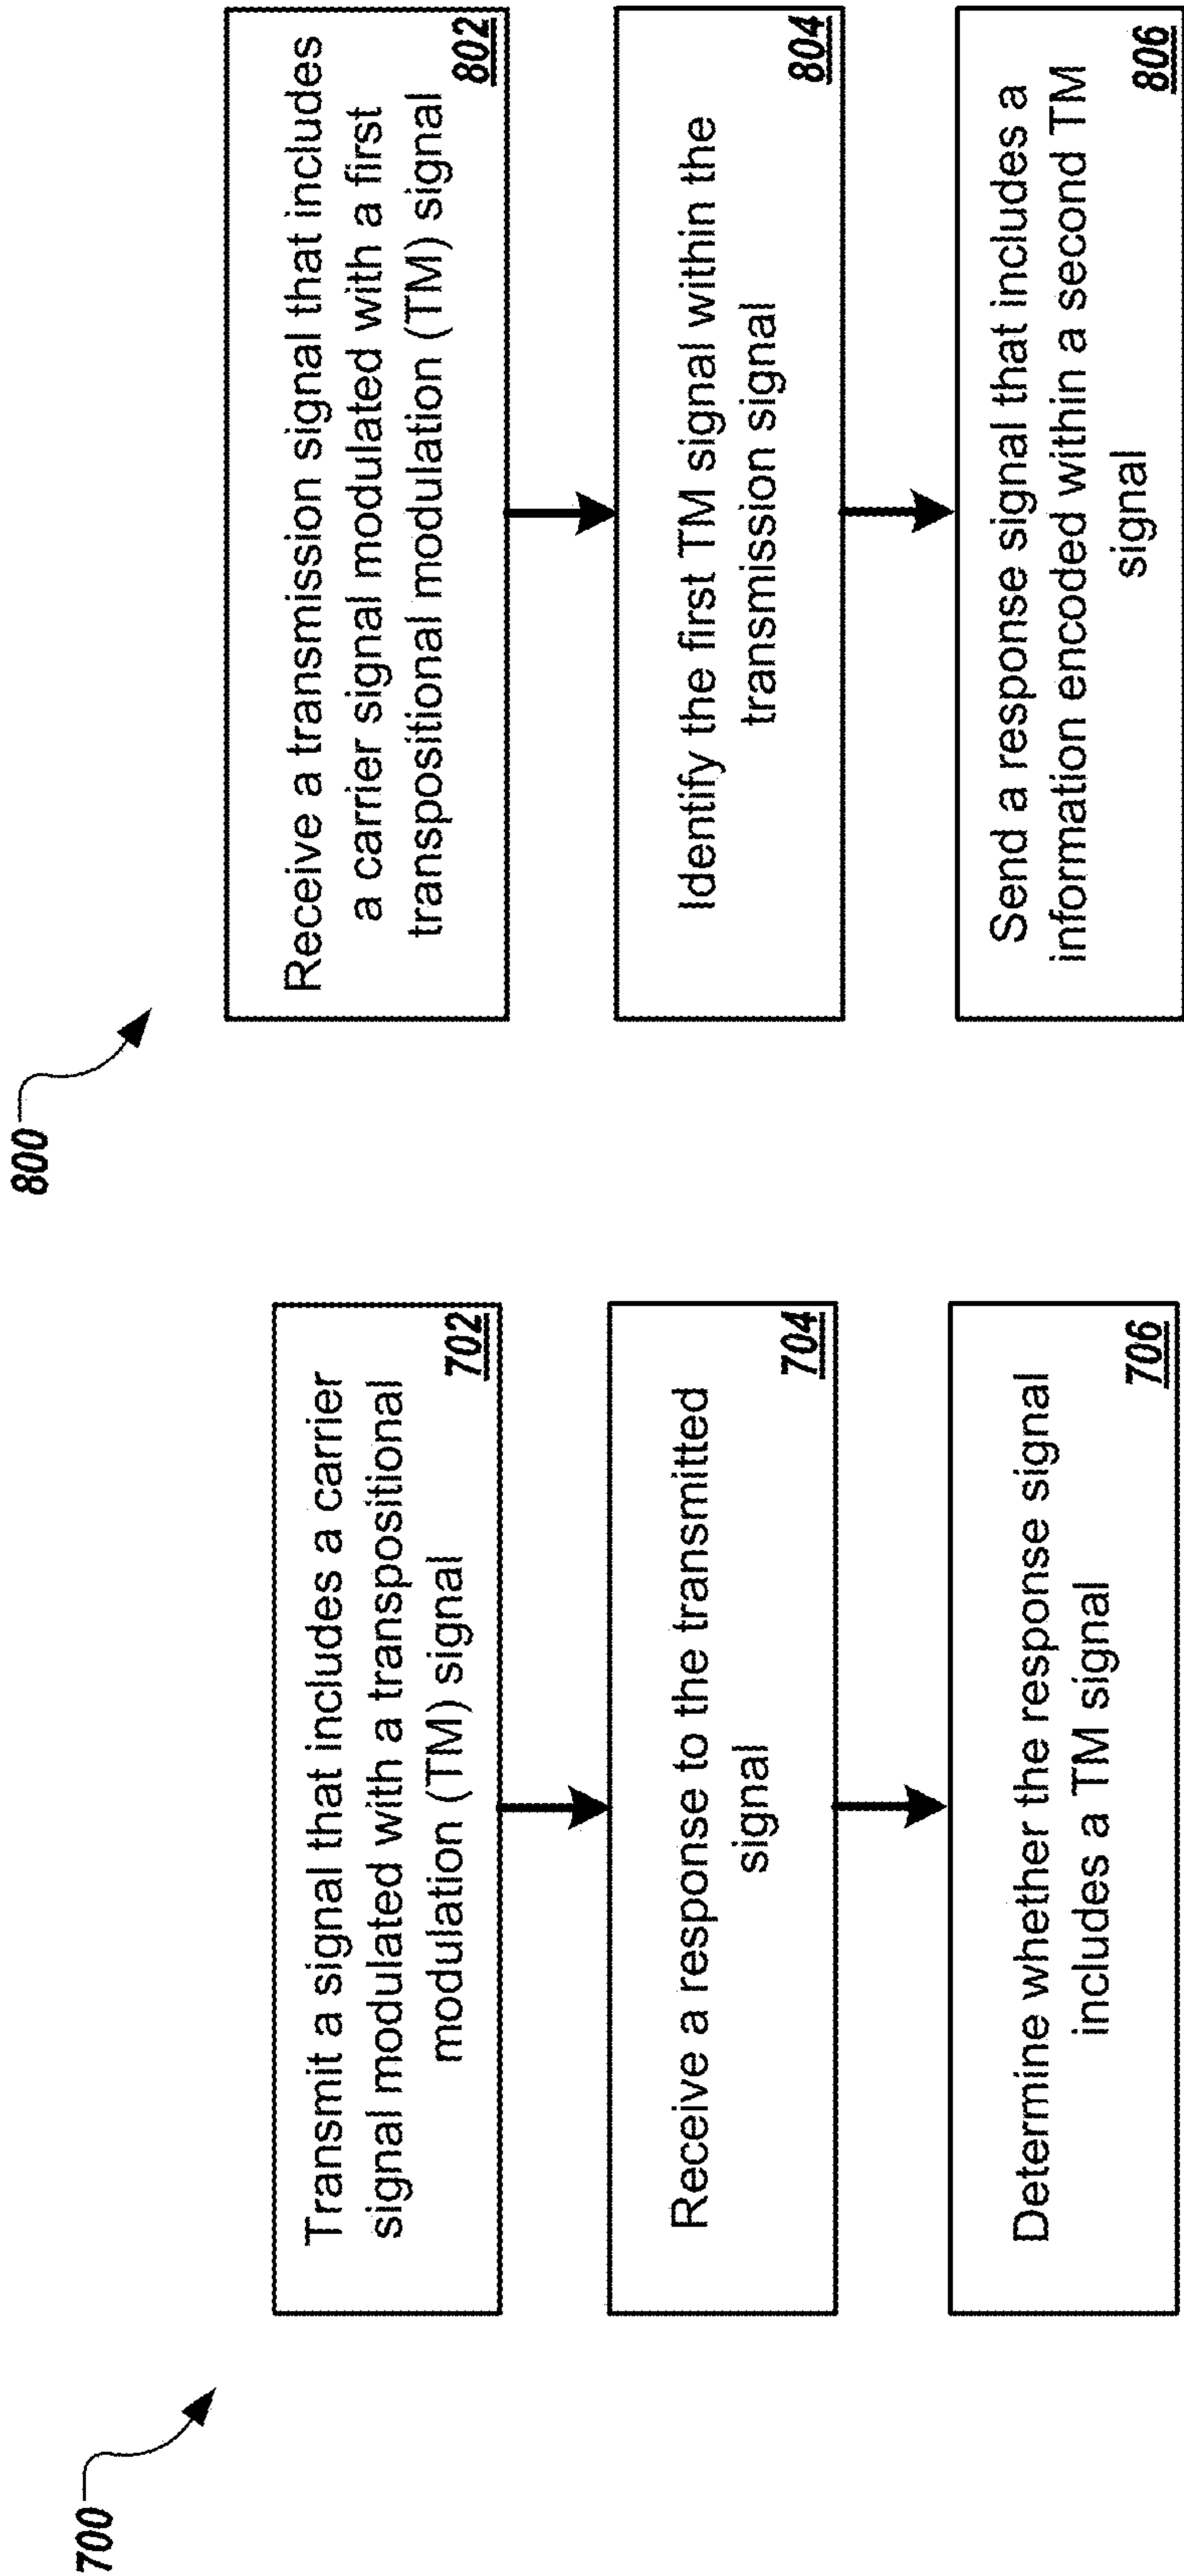 700
Transmit a signal that includes a carrier
signal modulated with a transpositional
modulation (TM) signal
702
Receive a response to the transmitted
signal
704
Determine whether the response signal
includes a TM signal
706
800
Receive a transmission signal that includes
a carrier signal modulated with a first
transpositional modulation (TM) signal
802
Identify the first TM signal within the
transmission signal
804
Send a response signal that includes a
information encoded within a second TM
signal
806